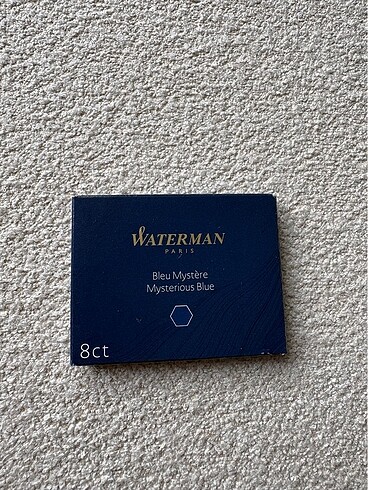 WATERMAN
PARIS
Bleu Mystère
Mysterious Blue
8ct